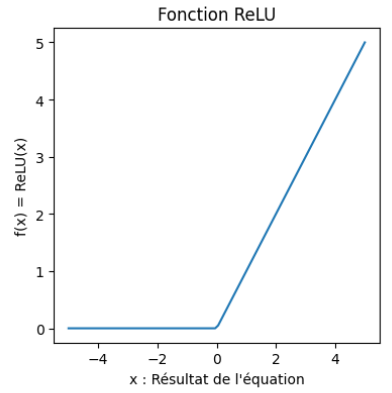 Fonction ReLU
5
4
3
2
1
0
f(x) = ReLU(x)
−4 −2 0 2 4
x : Résultat de l'équation